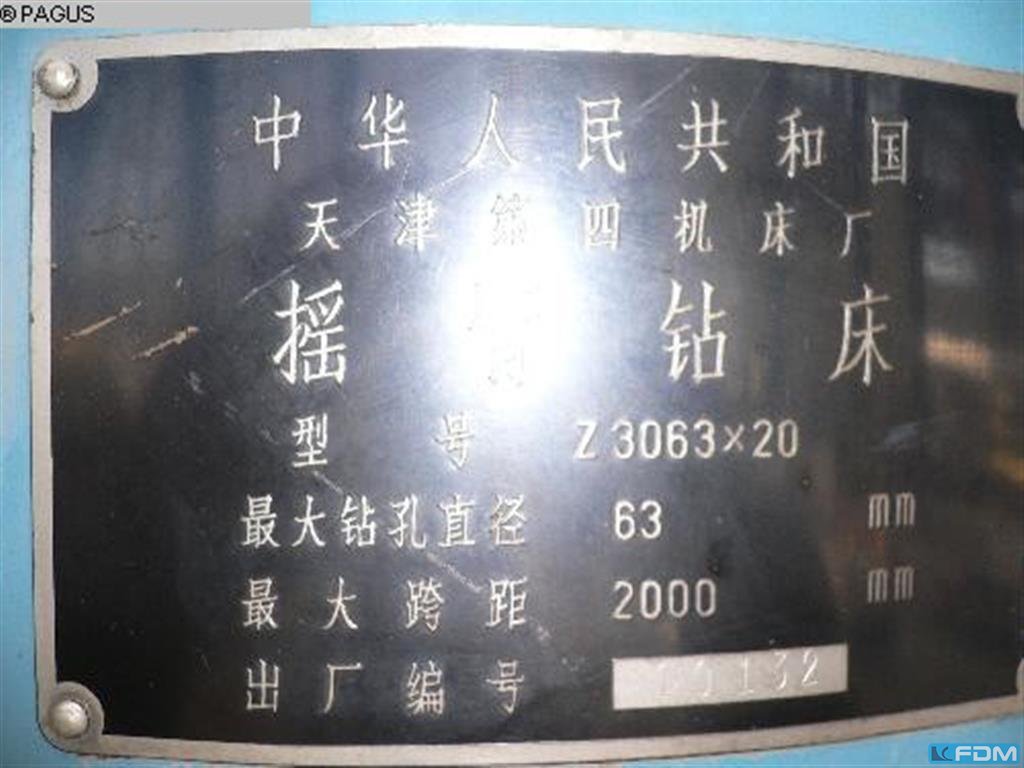 ® PAGUS
中华人民共和国
天津第四机床厂
摇臂钻床
型号 Z3063×20
最大钻孔直径 63 mm
最大跨距 2000 mm
出厂编号
FDM